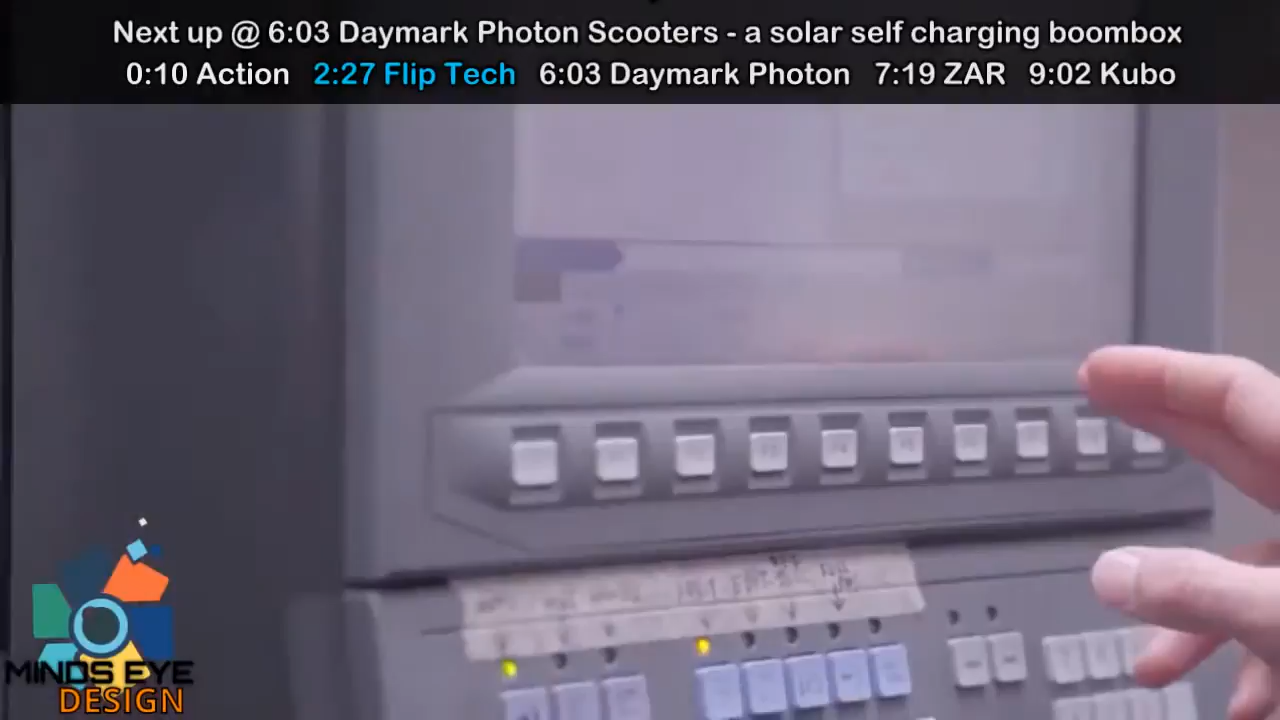 Next up @ 6:03 Daymark Photon Scooters - a solar self charging boombox
0:10 Action 2:27 Flip Tech 6:03 Daymark Photon 7:19 ZAR 9:02 Kubo
MINDS EYE
DESIGN